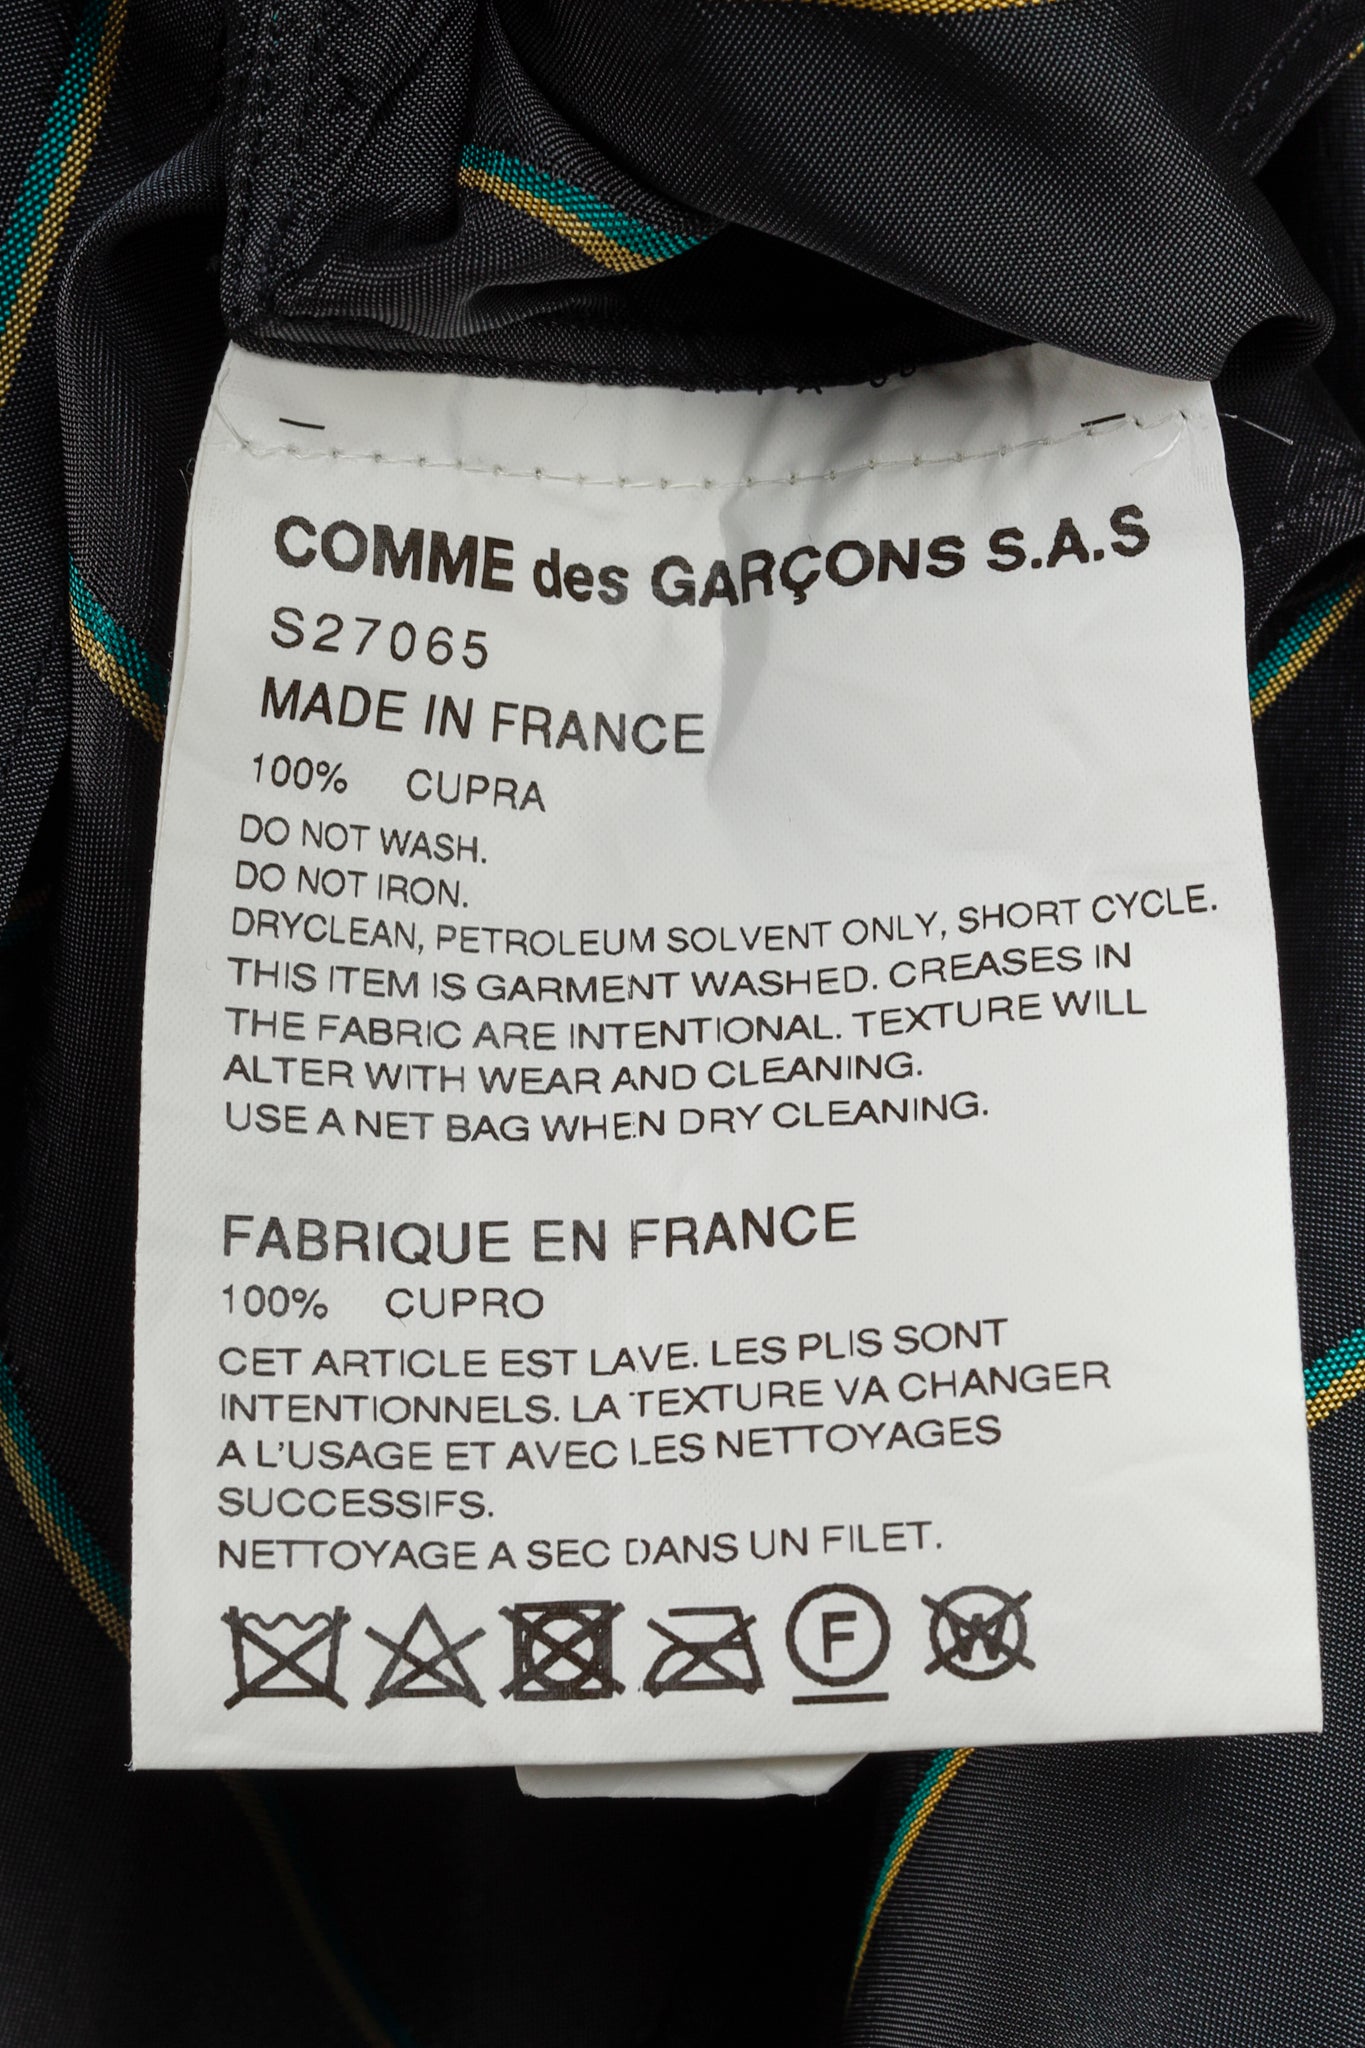 COMME des GARÇONS S.A.S
S27065
MADE IN FRANCE
100% CUPRA
DO NOT WASH.
DO NOT IRON.
DRYCLEAN, PETROLEUM SOLVENT ONLY, SHORT CYCLE.
THIS ITEM IS GARMENT WASHED. CREASES IN
THE FABRIC ARE INTENTIONAL. TEXTURE WILL
ALTER WITH WEAR AND CLEANING.
USE A NET BAG WHEN DRY CLEANING.
FABRIQUE EN FRANCE
100% CUPRO
CET ARTICLE EST LAVE. LES PLIS SONT
INTENTIONNELS. LA TEXTURE VA CHANGER
A L'USAGE ET AVEC LES NETTOYAGES
SUCCESSIFS.
NETTOYAGE A SEC DANS UN FILET.
F W